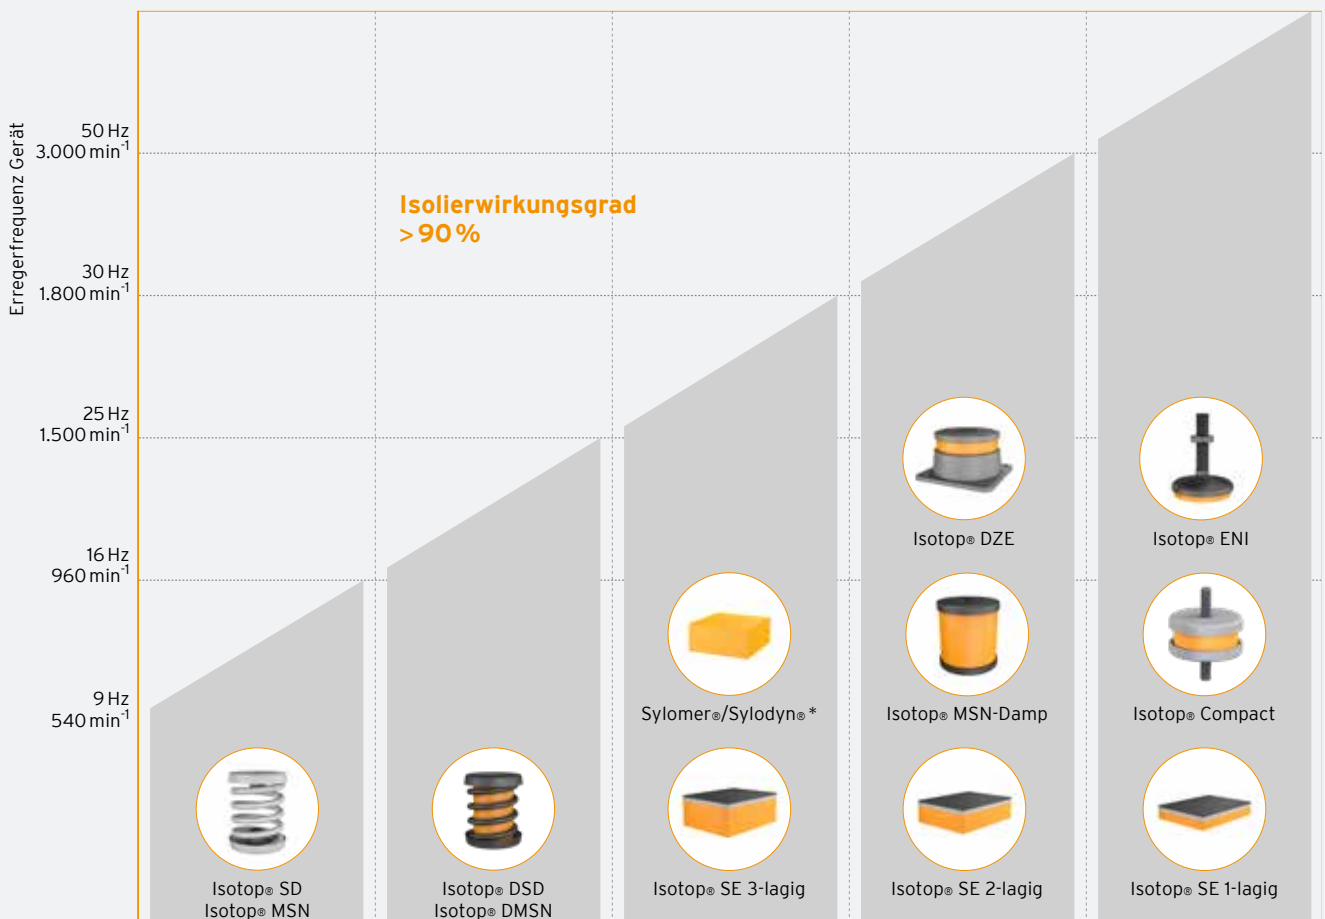 Erregerfrequenz Gerät
50 Hz
3.000 min-1
Isolierwirkungsgrad
> 90 %
30 Hz
1.800 min-1
25 Hz
1.500 min-1
16 Hz
960 min-1
9 Hz
540 min-1
Isotop® DZE
Isotop® ENI
Sylomer®/Sylodyn® *
Isotop® MSN-Damp
Isotop® Compact
Isotop® SD
Isotop® MSN
Isotop® DSD
Isotop® DMSN
Isotop® SE 3-lagig
Isotop® SE 2-lagig
Isotop® SE 1-lagig